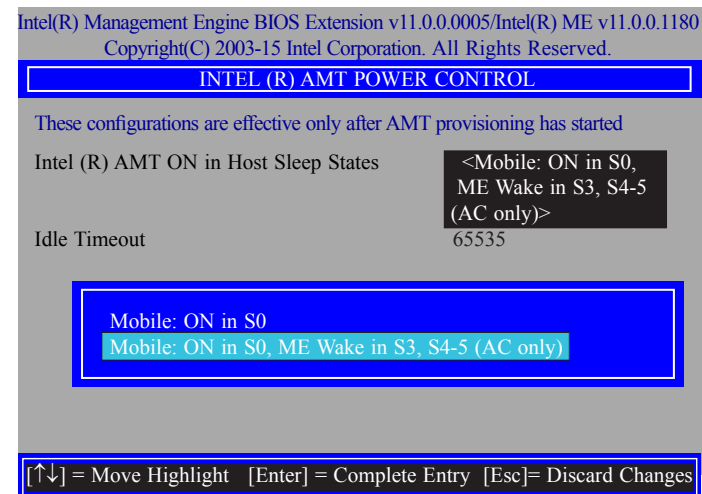 Intel(R) Management Engine BIOS Extension v11.0.0.0005/Intel(R) ME v11.0.0.1180
Copyright(C) 2003-15 Intel Corporation. All Rights Reserved.
INTEL (R) AMT POWER CONTROL
These configurations are effective only after AMT provisioning has started
Intel (R) AMT ON in Host Sleep States <Mobile: ON in S0,
ME Wake in S3, S4-5
(AC only)>
Idle Timeout 65535
Mobile: ON in S0
Mobile: ON in S0, ME Wake in S3, S4-5 (AC only)
[↑↓] = Move Highlight [Enter] = Complete Entry [Esc]= Discard Changes